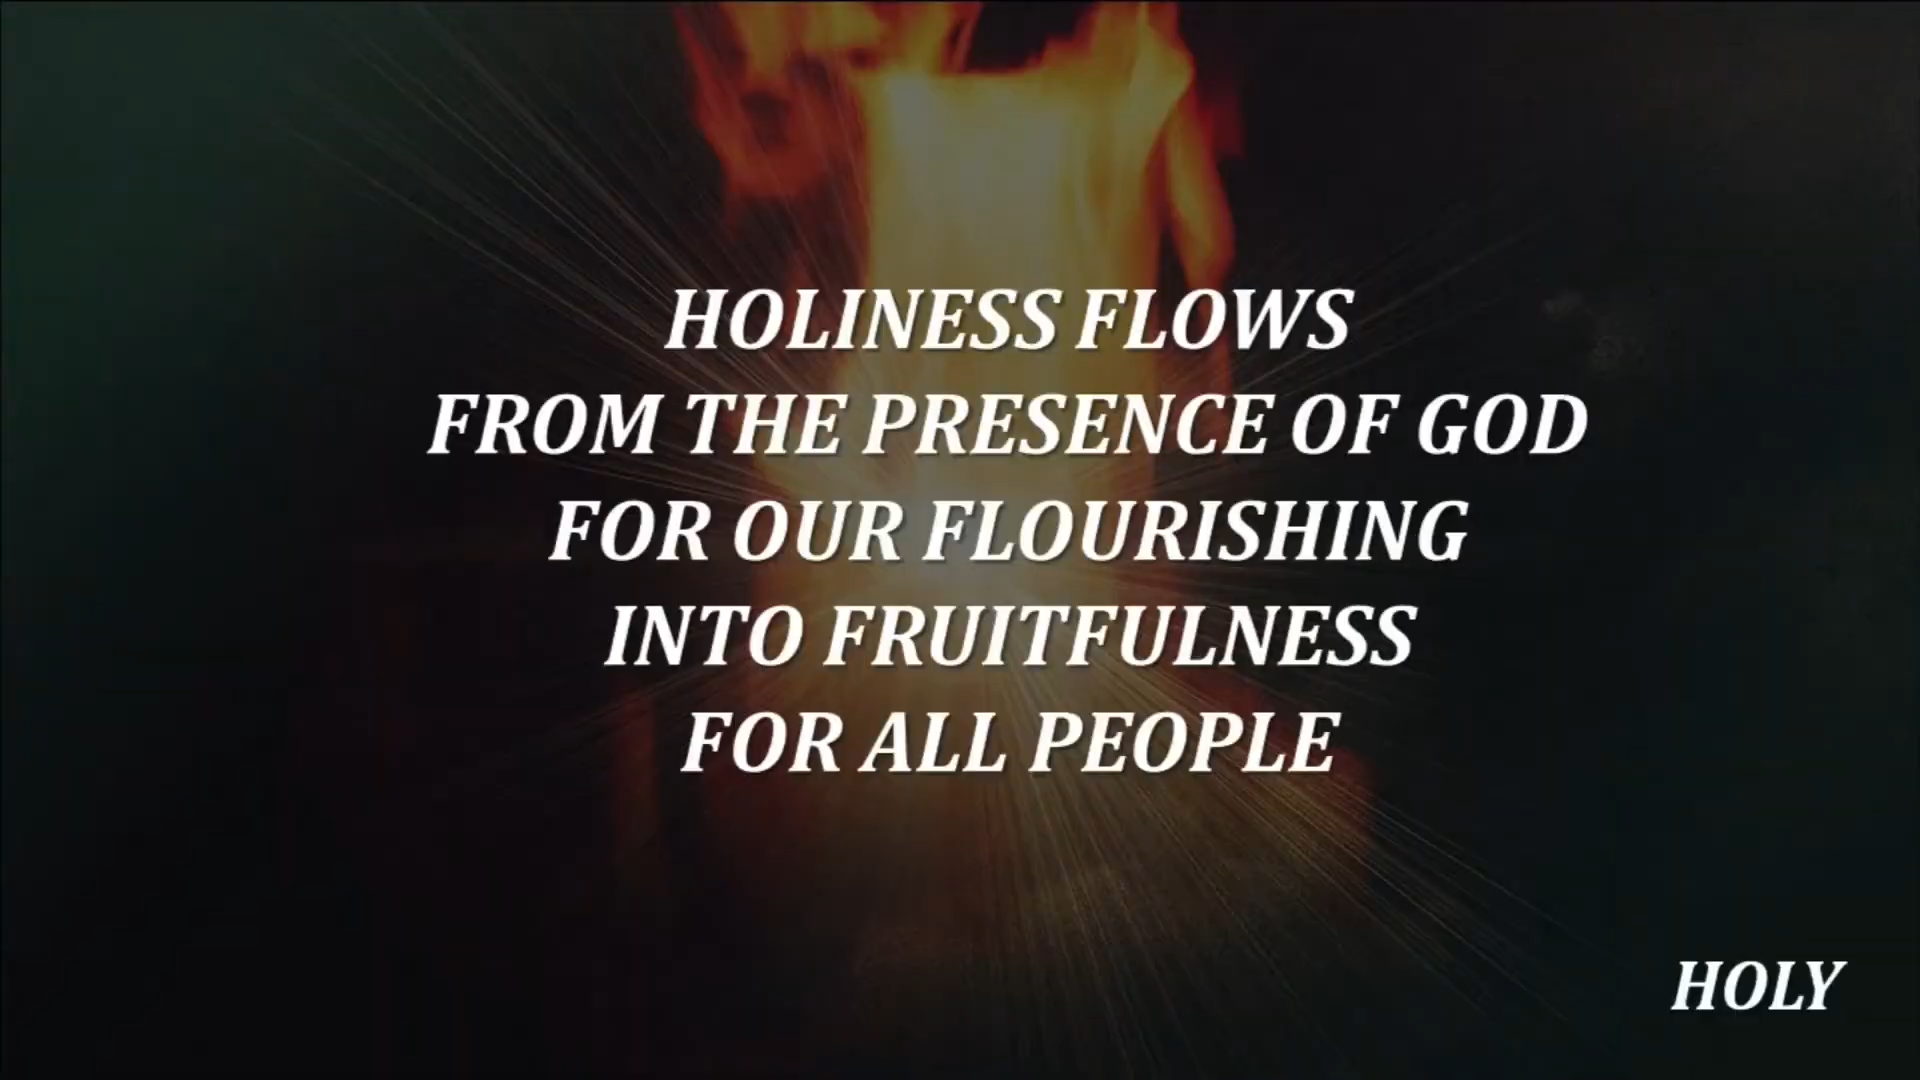 HOLINESS FLOWS
FROM THE PRESENCE OF GOD
FOR OUR FLOURISHING
INTO FRUITFULNESS
FOR ALL PEOPLE
HOLY